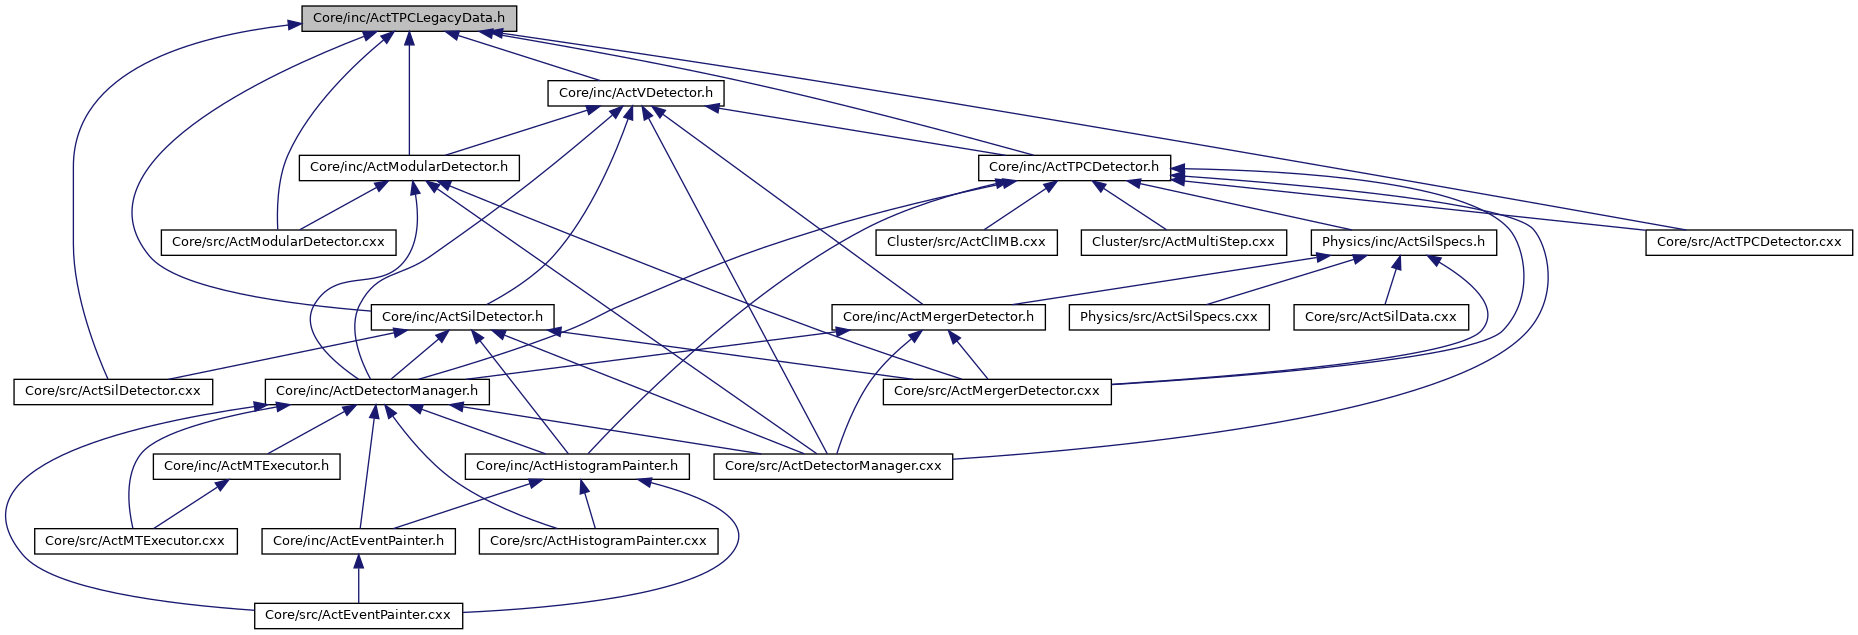 Core/inc/ActTPCLegacyData.h
Core/inc/ActVDetector.h
Core/inc/ActModularDetector.h
Core/inc/ActTPCDetector.h
Core/src/ActModularDetector.cxx
Cluster/src/ActClIMB.cxx
Cluster/src/ActMultiStep.cxx
Physics/inc/ActSilSpecs.h
Core/src/ActTPCDetector.cxx
Core/inc/ActSilDetector.h
Core/inc/ActMergerDetector.h
Physics/src/ActSilSpecs.cxx
Core/src/ActSilData.cxx
Core/src/ActSilDetector.cxx
Core/inc/ActDetectorManager.h
Core/src/ActMergerDetector.cxx
Core/inc/ActMTExecutor.h
Core/inc/ActHistogramPainter.h
Core/src/ActDetectorManager.cxx
Core/src/ActMTExecutor.cxx
Core/inc/ActEventPainter.h
Core/src/ActHistogramPainter.cxx
Core/src/ActEventPainter.cxx